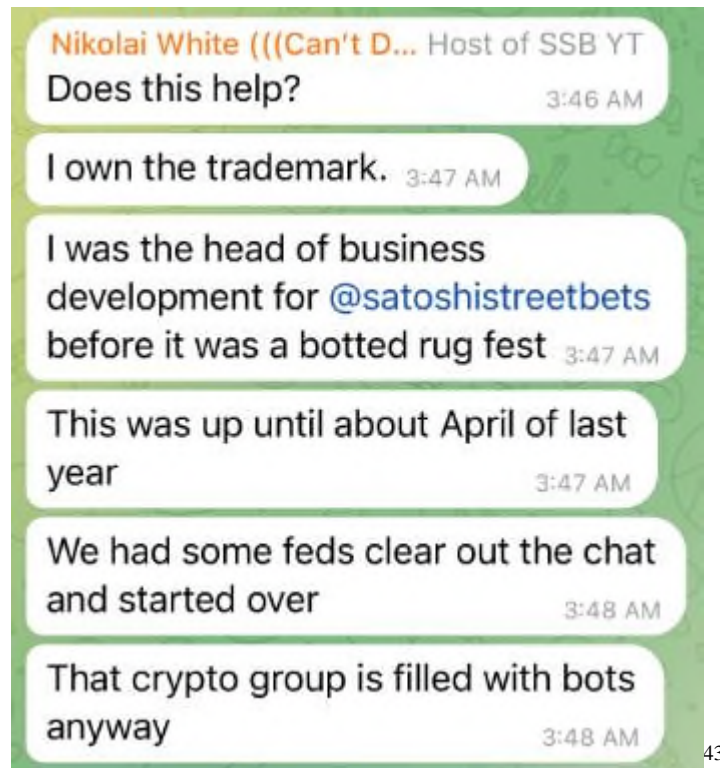 Nikolai White (((Can't D... Host of SSB YT
Does this help? 3:46 AM
I own the trademark. 3:47 AM
I was the head of business
development for @satoshistreetbets
before it was a botted rug fest 3:47 AM
This was up until about April of last
year 3:47 AM
We had some feds clear out the chat
and started over 3:48 AM
That crypto group is filled with bots
anyway 3:48 AM
43